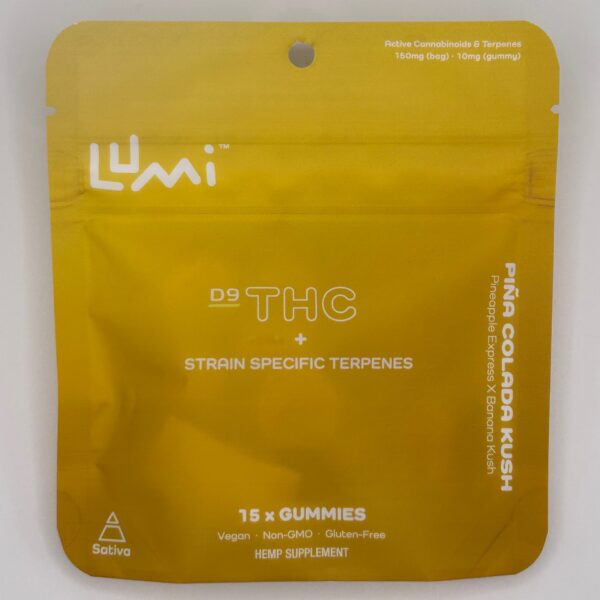 Active Cannabinoids & Terpenes
150mg (bag) · 10mg (gummy)
LUMi™
D9 THC
+
STRAIN SPECIFIC TERPENES
PIÑA COLADA KUSH
Pineapple Express X Banana Kush
15 x GUMMIES
Vegan · Non-GMO · Gluten-Free
HEMP SUPPLEMENT
Sativa